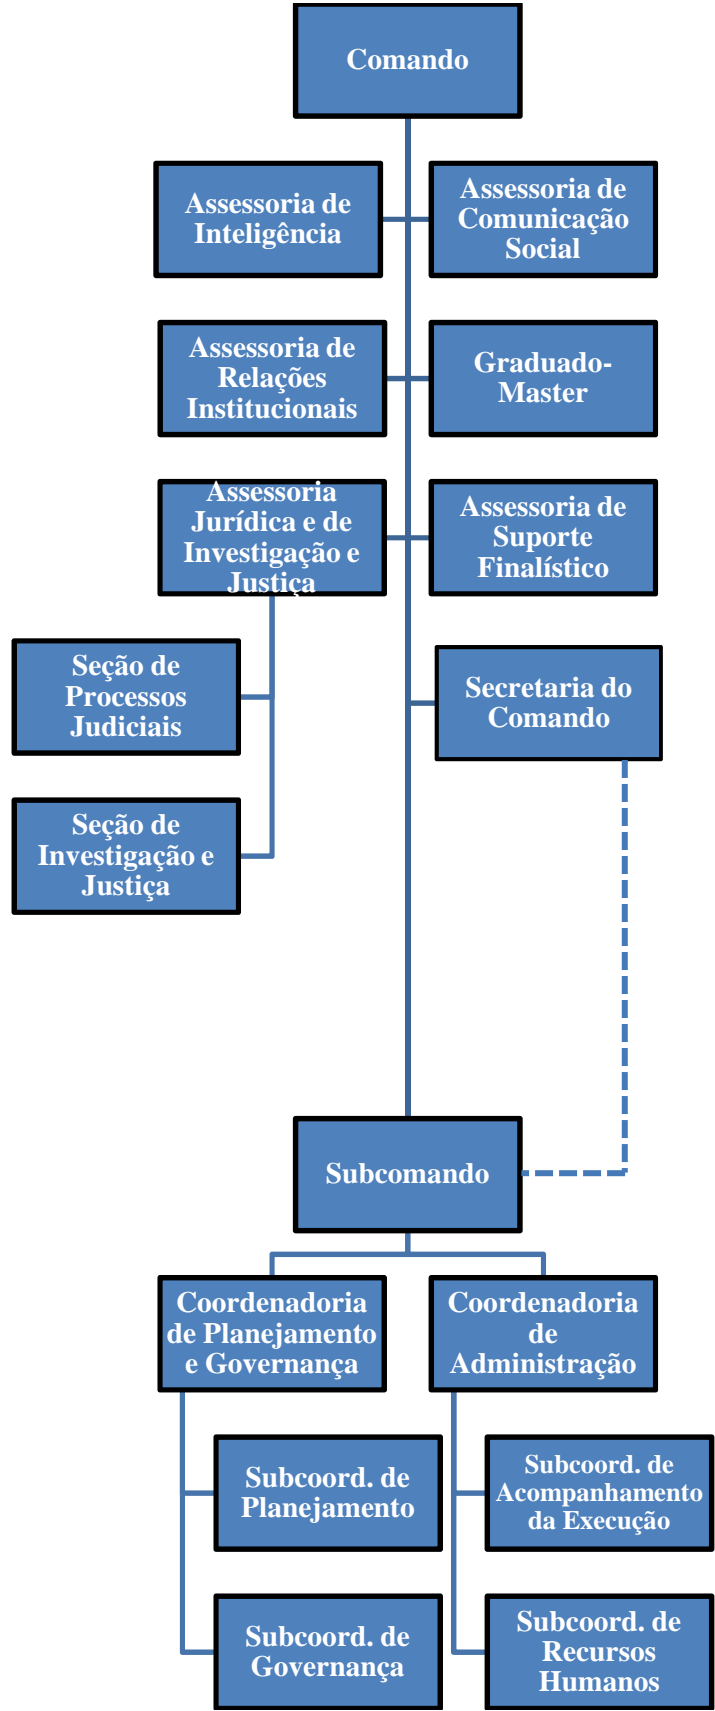 Comando
Assessoria de
Inteligência
Assessoria de
Comunicação
Social
Assessoria de
Relações
Institucionais
Graduado-
Master
Assessoria
Jurídica e de
Investigação e
Justiça
Assessoria de
Suporte
Finalístico
Seção de
Processos
Judiciais
Secretaria do
Comando
Seção de
Investigação e
Justiça
Subcomando
Coordenadoria
de Planejamento
e Governança
Coordenadoria
de
Administração
Subcoord. de
Planejamento
Subcoord. de
Acompanhamento
da Execução
Subcoord. de
Governança
Subcoord. de
Recursos
Humanos